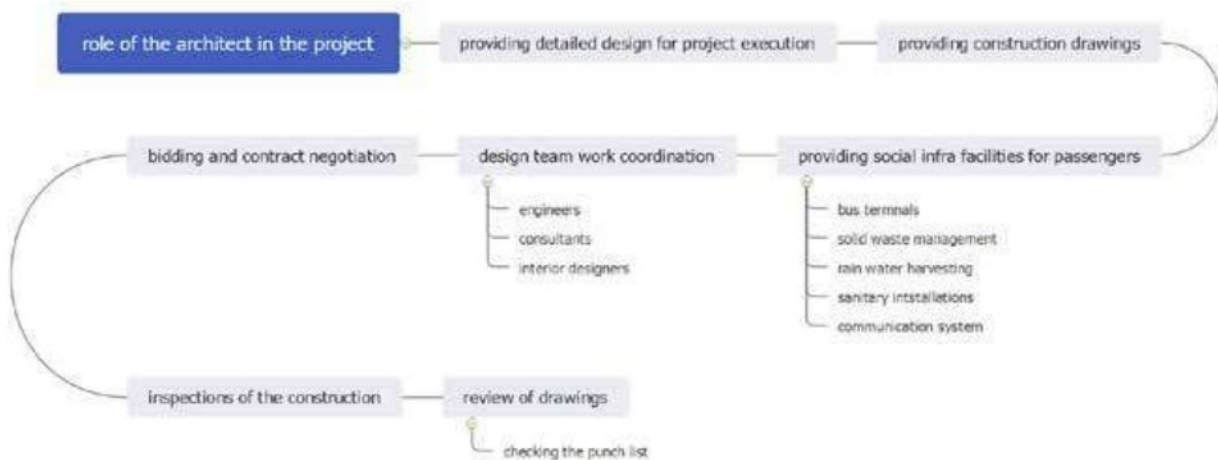 role of the architect in the project
providing detailed design for project execution
providing construction drawings
providing social infra facilities for passengers
bus termnals
solid waste management
rain water harvesting
sanitary intstallations
communication system
design team work coordination
engineers
consultants
interior designers
bidding and contract negotiation
inspections of the construction
review of drawings
checking the punch list